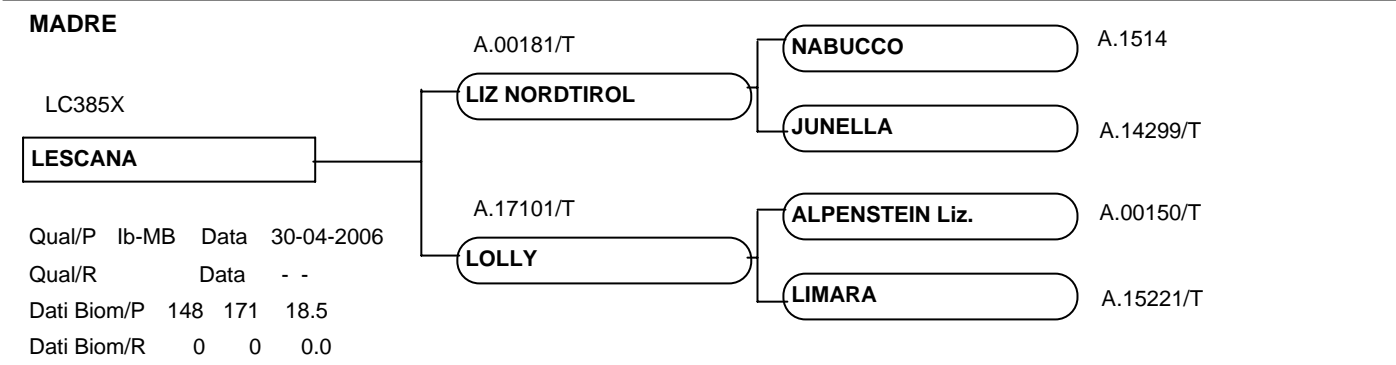 MADRE
LC385X
LESCANA
Qual/P Ib-MB Data 30-04-2006
Qual/R Data - -
Dati Biom/P 148 171 18.5
Dati Biom/R 0 0 0.0
A.00181/T
LIZ NORDTIROL
A.17101/T
LOLLY
NABUCCO A.1514
JUNELLA A.14299/T
ALPENSTEIN Liz. A.00150/T
LIMARA A.15221/T